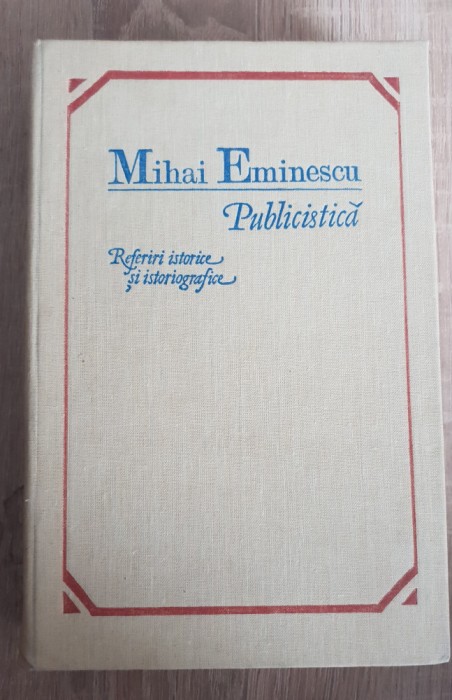 Mihai Eminescu
Publicistică
Referiri istorice
și istoriografice